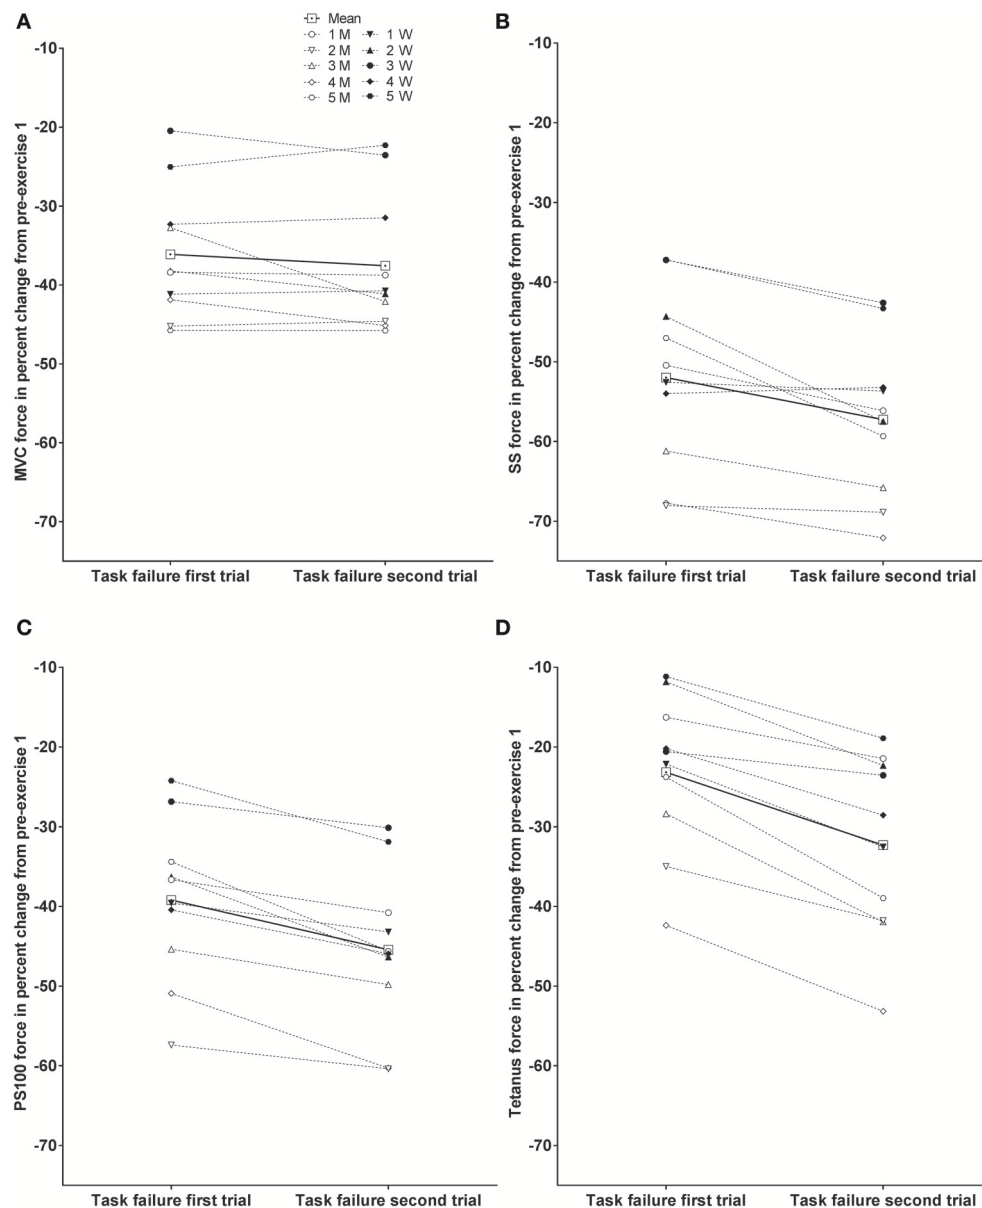 A
Mean
1 M 1 W
2 M 2 W
3 M 3 W
4 M 4 W
5 M 5 W
MVC force in percent change from pre-exercise 1
-10
-20
-30
-40
-50
-60
-70
Task failure first trial Task failure second trial
B
SS force in percent change from pre-exercise 1
-10
-20
-30
-40
-50
-60
-70
Task failure first trial Task failure second trial
C
PS100 force in percent change from pre-exercise 1
-10
-20
-30
-40
-50
-60
-70
Task failure first trial Task failure second trial
D
Tetanus force in percent change from pre-exercise 1
-10
-20
-30
-40
-50
-60
-70
Task failure first trial Task failure second trial